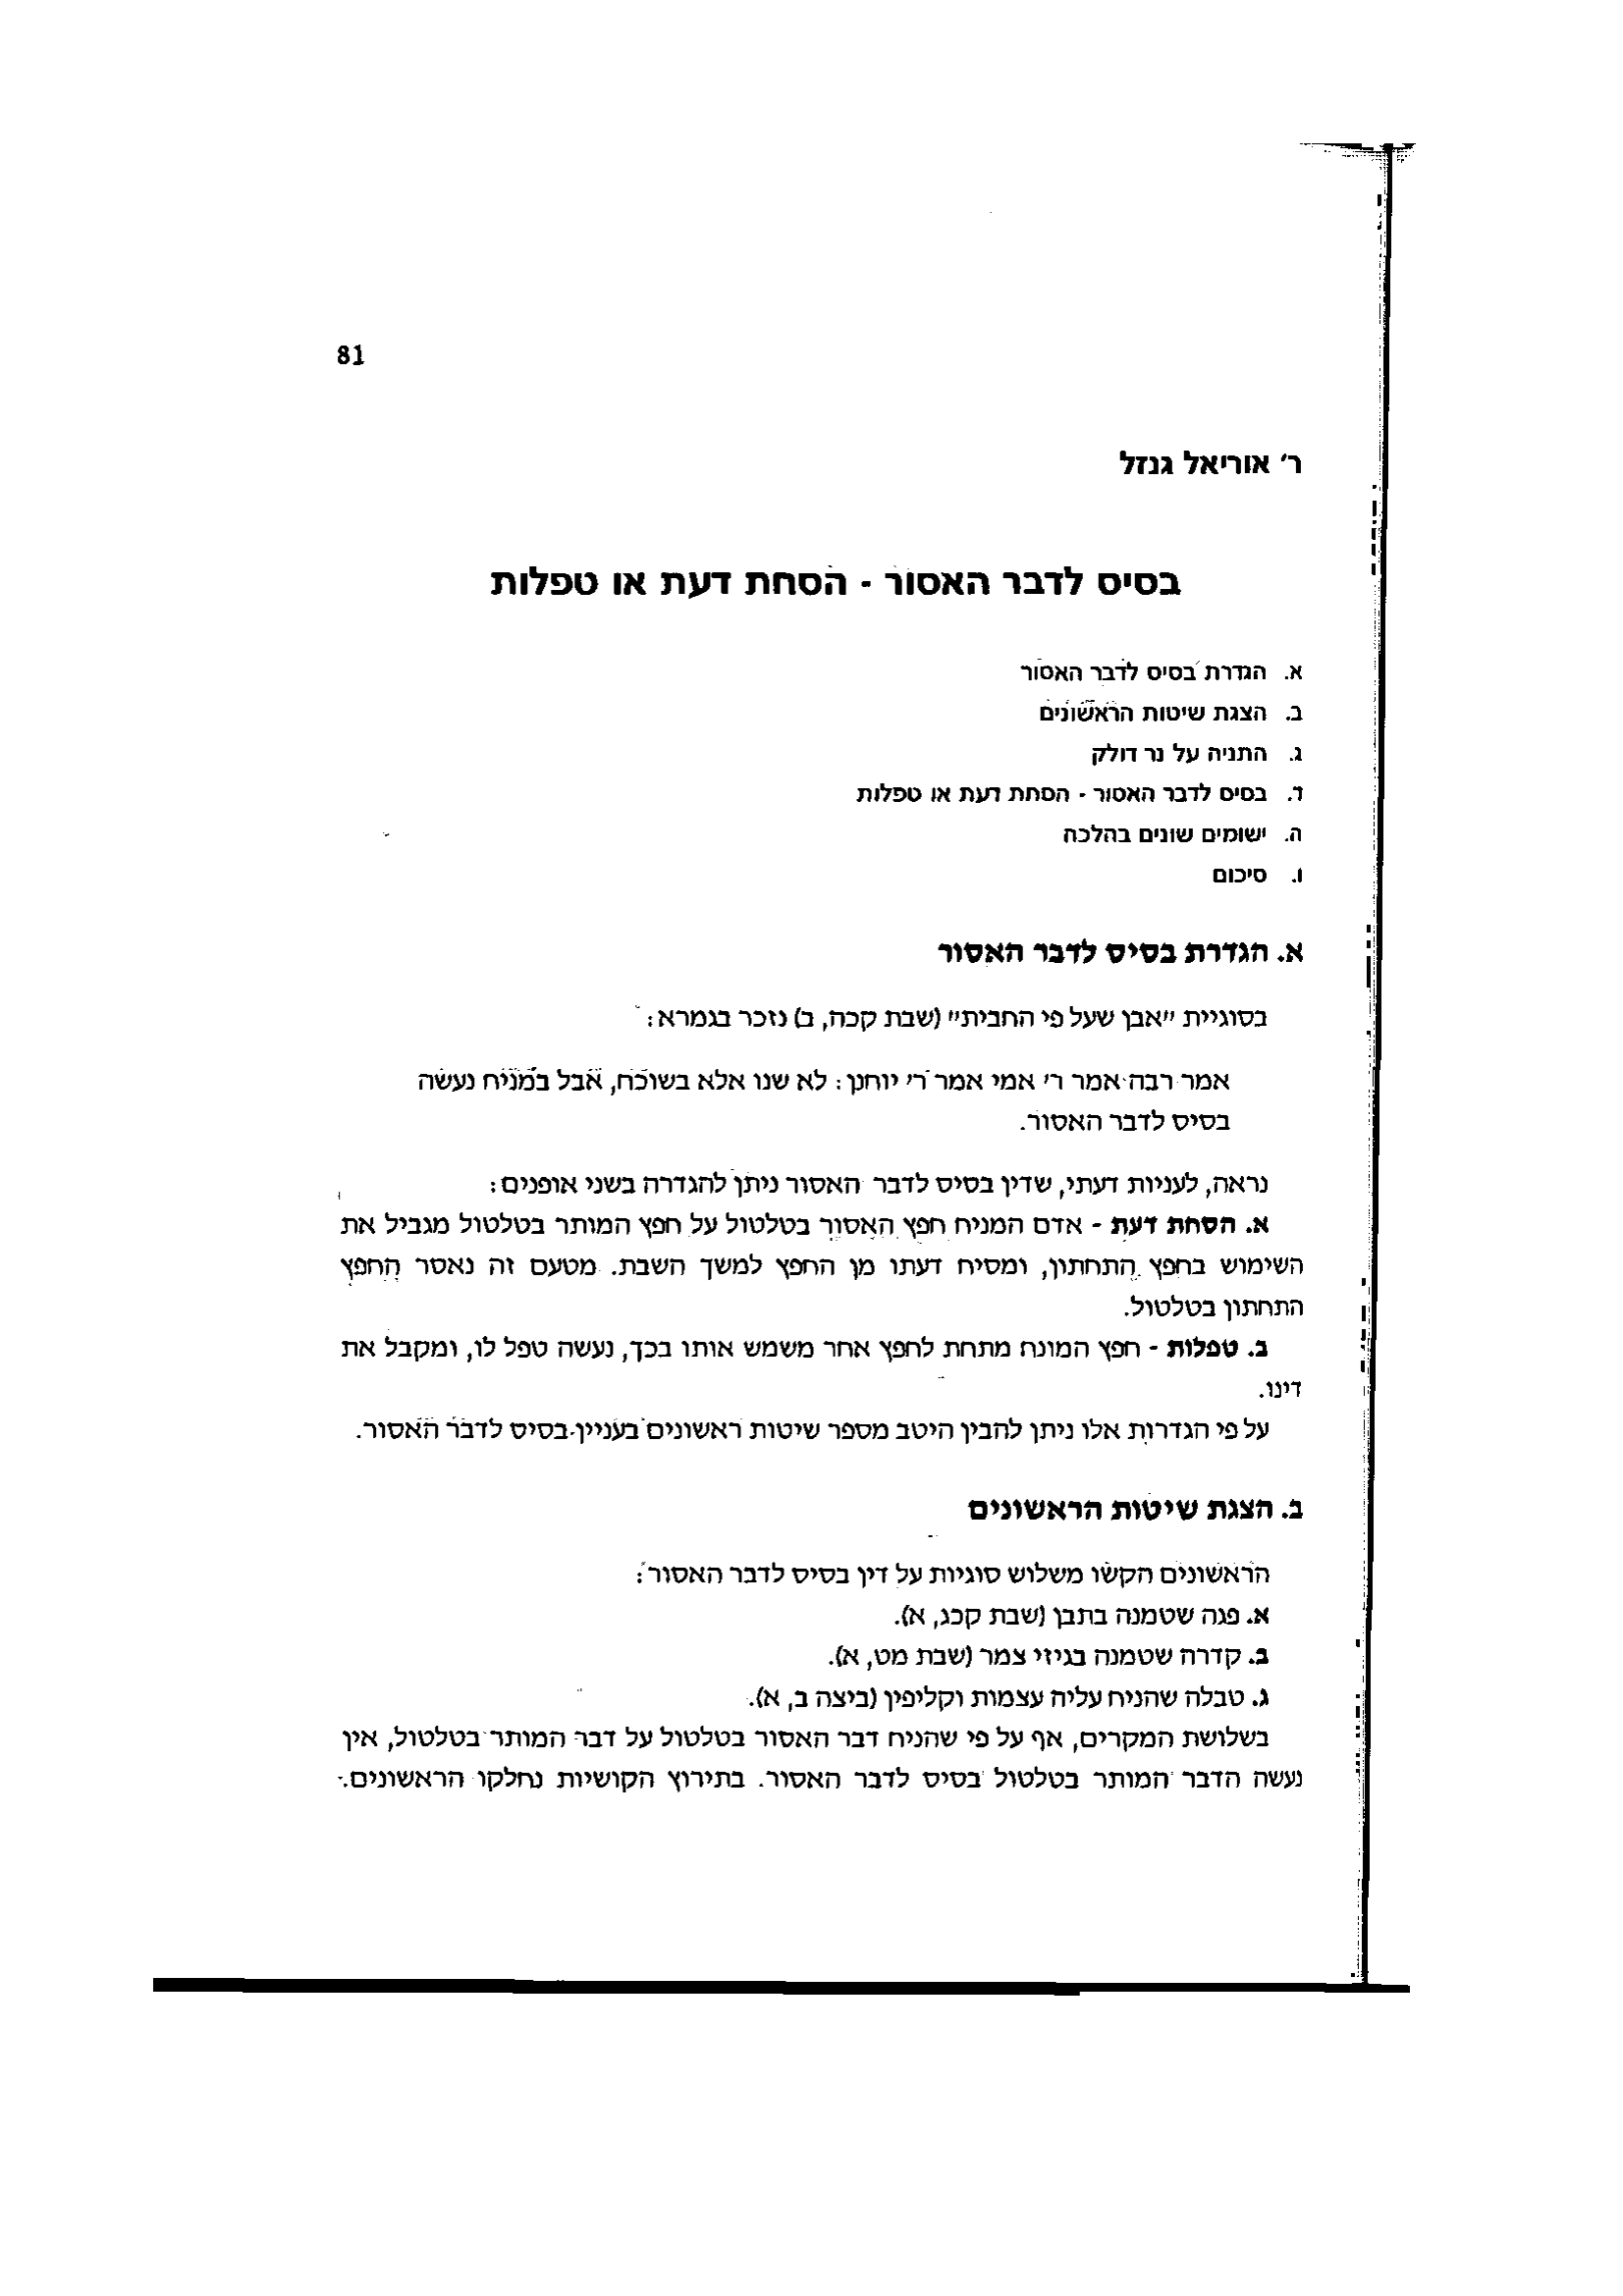 81
ר' אוריאל גנזל
בסיס לדבר האסור - הסחת דעת או טפלות
א. הגדרת בסיס לדבר האסור
ב. הצגת שיטות הראשונים
ג. התניה על נר דולק
ד. בסיס לדבר האסור - הסחת דעת או טפלות
ה. ישומים שונים בהלכה
ו. סיכום
א. הגדרת בסיס לדבר האסור
בסוגיית "אבן שעל פי החבית" (שבת קכה, ב) נזכר בגמרא:
אמר רבה אמר ר' אמי אמר ר' יוחנן: לא שנו אלא בשוכח, אבל במניח נעשה
בסיס לדבר האסור.
נראה, לעניות דעתי, שדין בסיס לדבר האסור ניתן להגדרה בשני אופנים:
א. הסחת דעת - אדם המניח חפץ האסור בטלטול על חפץ המותר בטלטול מגביל את
השימוש בחפץ התחתון, ומסיח דעתו מן החפץ למשך השבת. מטעם זה נאסר החפץ
התחתון בטלטול.
ב. טפלות - חפץ המונח מתחת לחפץ אחר משמש אותו בכך, נעשה טפל לו, ומקבל את
דינו.
על פי הגדרות אלו ניתן להבין היטב מספר שיטות ראשונים בעניין בסיס לדבר האסור.
ב. הצגת שיטות הראשונים
הראשונים הקשו משלוש סוגיות על דין בסיס לדבר האסור:
א. פגה שטמנה בתבן (שבת קכג, א).
ב. קדרה שטמנה בגיזי צמר (שבת מט, א).
ג. טבלה שהניח עליה עצמות וקליפין (ביצה ב, א).
בשלושת המקרים, אף על פי שהניח דבר האסור בטלטול על דבר המותר בטלטול, אין
נעשה הדבר המותר בטלטול בסיס לדבר האסור. בתירוץ הקושיות נחלקו הראשונים.